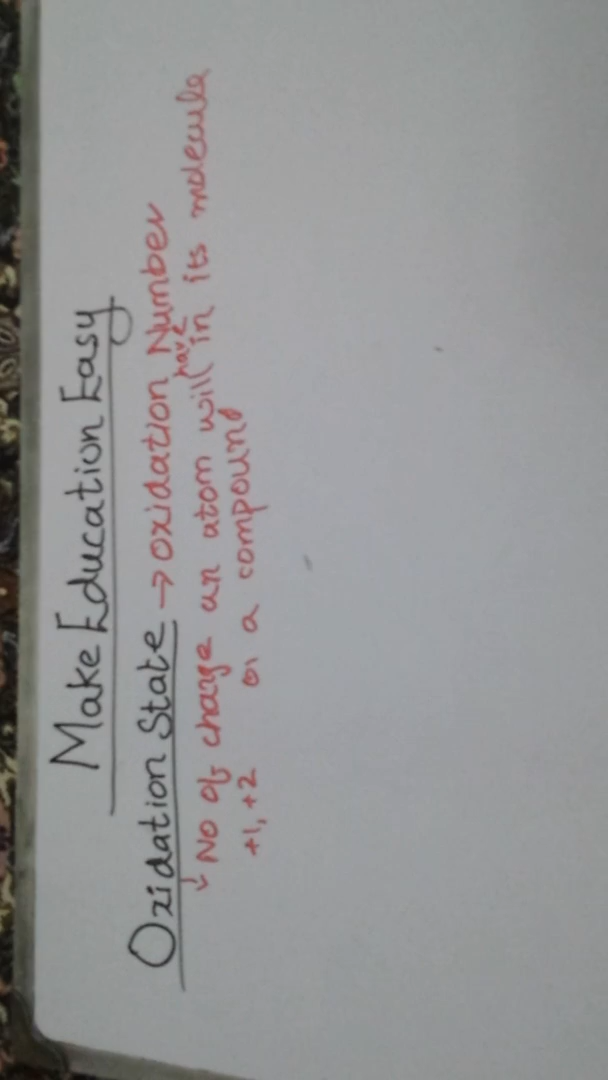 Make Education Easy
Oxidation State → Oxidation Number
↳ No of charge an atom will have in its molecule
+1, +2 or a compound